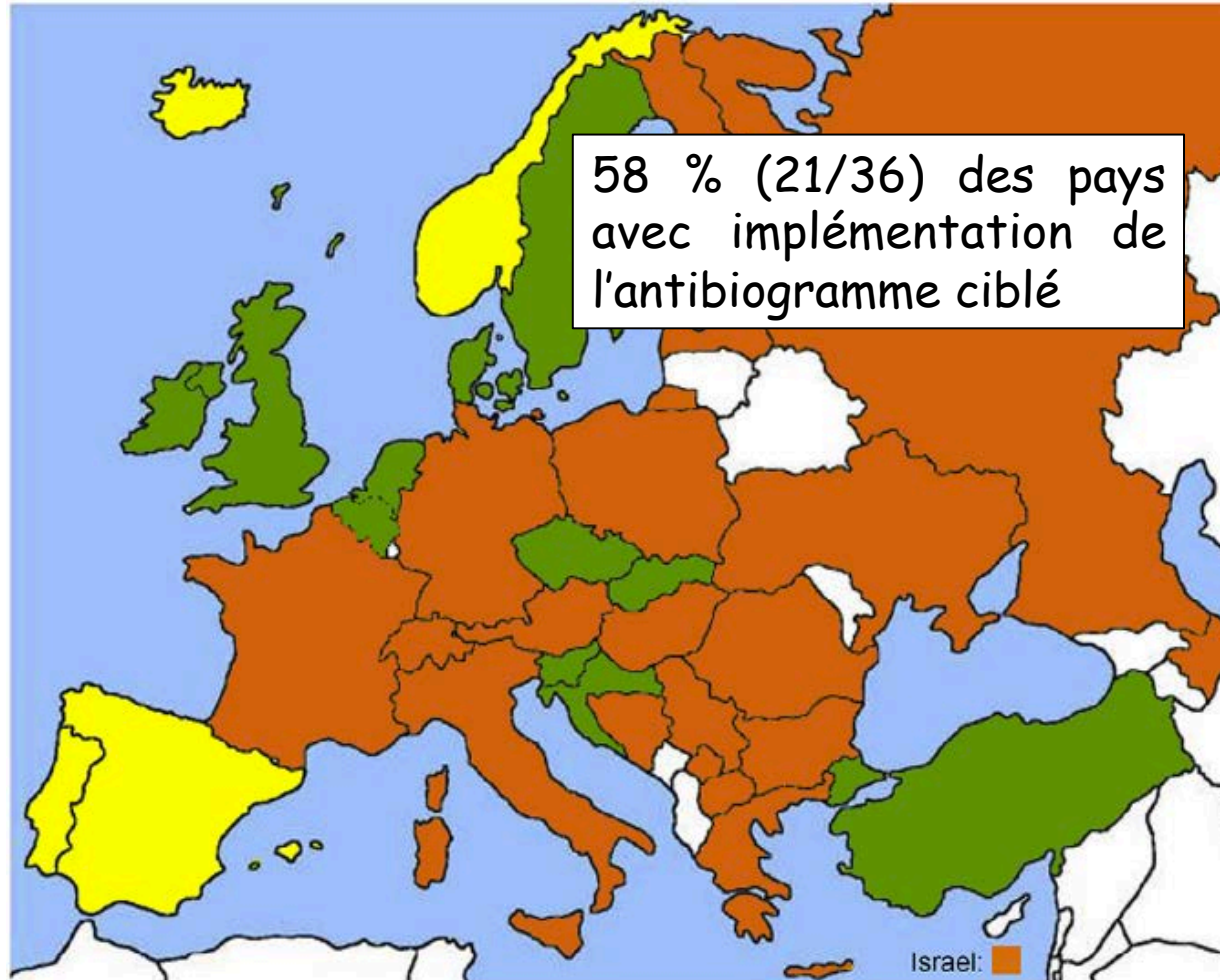 58 % (21/36) des pays
avec implémentation de
l'antibiogramme ciblé
Israel: